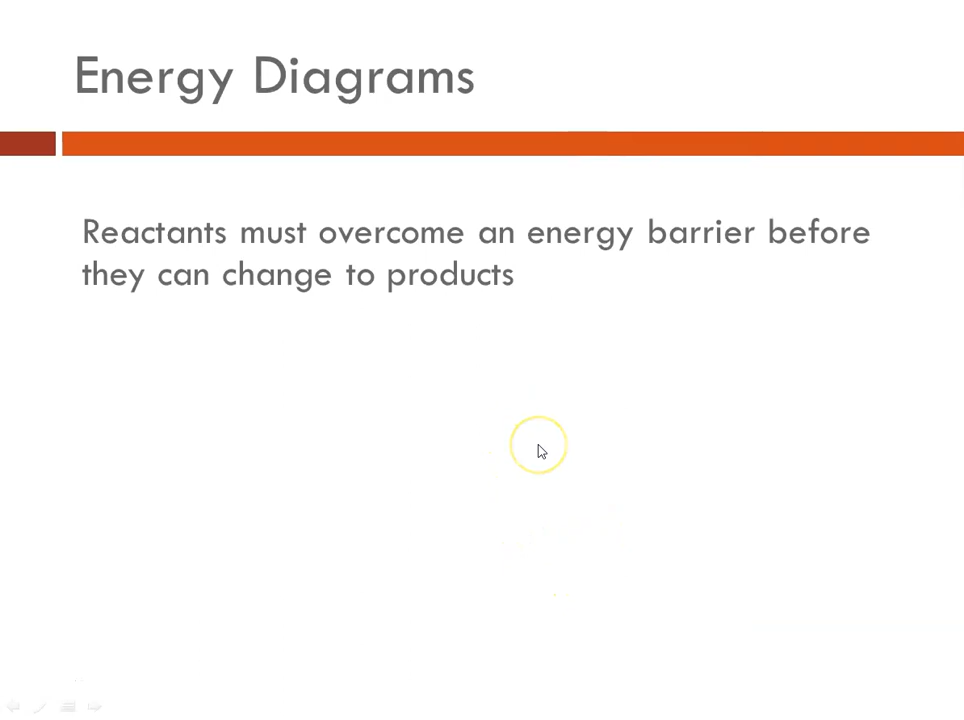 Energy Diagrams
Reactants must overcome an energy barrier before
they can change to products